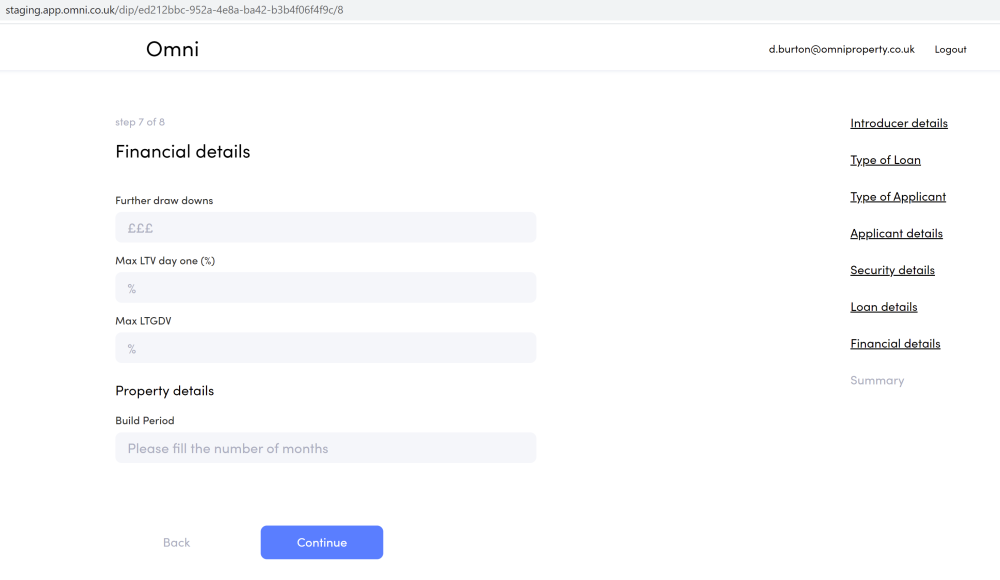 staging.app.omni.co.uk/dip/ed212bbc-952a-4e8a-ba42-b3b4f06f4f9c/8
Omni
d.burton@omniproperty.co.uk Logout
step 7 of 8
Financial details
Further draw downs
£££
Max LTV day one (%)
%
Max LTGDV
%
Property details
Build Period
Please fill the number of months
Back Continue
Introducer details
Type of Loan
Type of Applicant
Applicant details
Security details
Loan details
Financial details
Summary